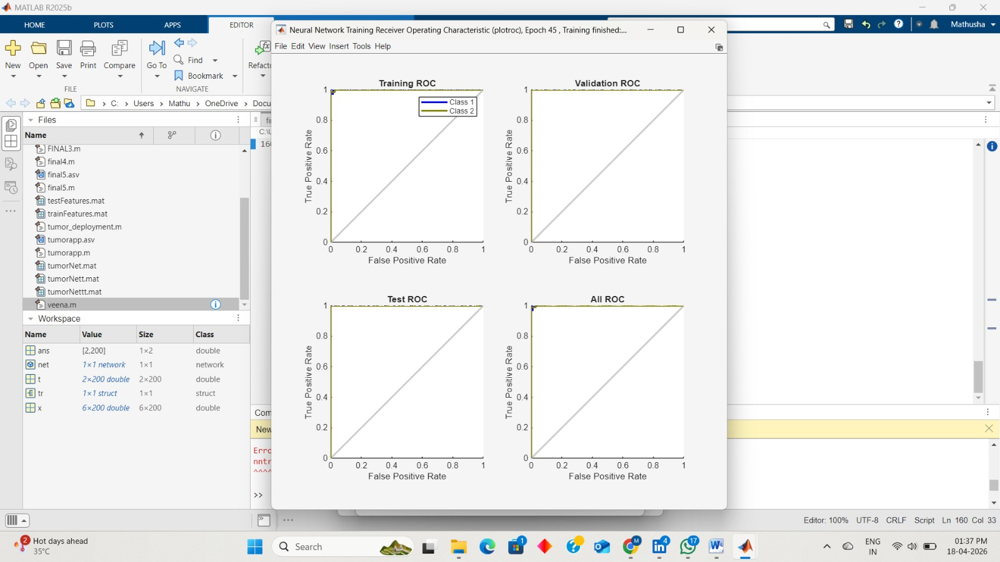 MATLAB R2025b
HOME PLOTS APPS EDITOR
Mathusha
New Open Save Print Compare Go To Find Bookmark
FILE NAVIGATE
C: Users Mathu OneDrive
Files
Name
FINAL3.m
final4.m
final5.asv
final5.m
testFeatures.mat
trainFeatures.mat
tumor_deployment.m
tumorapp.asv
tumorapp.m
tumorNet.mat
tumorNett.mat
tumorNettt.mat
veena.m
Workspace
Name Value Size Class
ans [2,200] 1×2 double
net 1×1 network 1×1 network
t 2×200 double 2×200 double
tr 1×1 struct 1×1 struct
x 6×200 double 6×200 double
>>
Neural Network Training Receiver Operating Characteristic (plotroc), Epoch 45 , Training finished:...
File Edit View Insert Tools Help
Training ROC
Class 1
Class 2
True Positive Rate
1
0.8
0.6
0.4
0.2
0
0 0.2 0.4 0.6 0.8 1
False Positive Rate
Validation ROC
True Positive Rate
1
0.8
0.6
0.4
0.2
0
0 0.2 0.4 0.6 0.8 1
False Positive Rate
Test ROC
True Positive Rate
1
0.8
0.6
0.4
0.2
0
0 0.2 0.4 0.6 0.8 1
False Positive Rate
All ROC
True Positive Rate
1
0.8
0.6
0.4
0.2
0
0 0.2 0.4 0.6 0.8 1
False Positive Rate
Editor: 100% UTF-8 CRLF Script Ln 160 Col 33
2
Hot days ahead
35°C
Search
1
M
4
17
ENG
IN
01:37 PM
18-04-2026